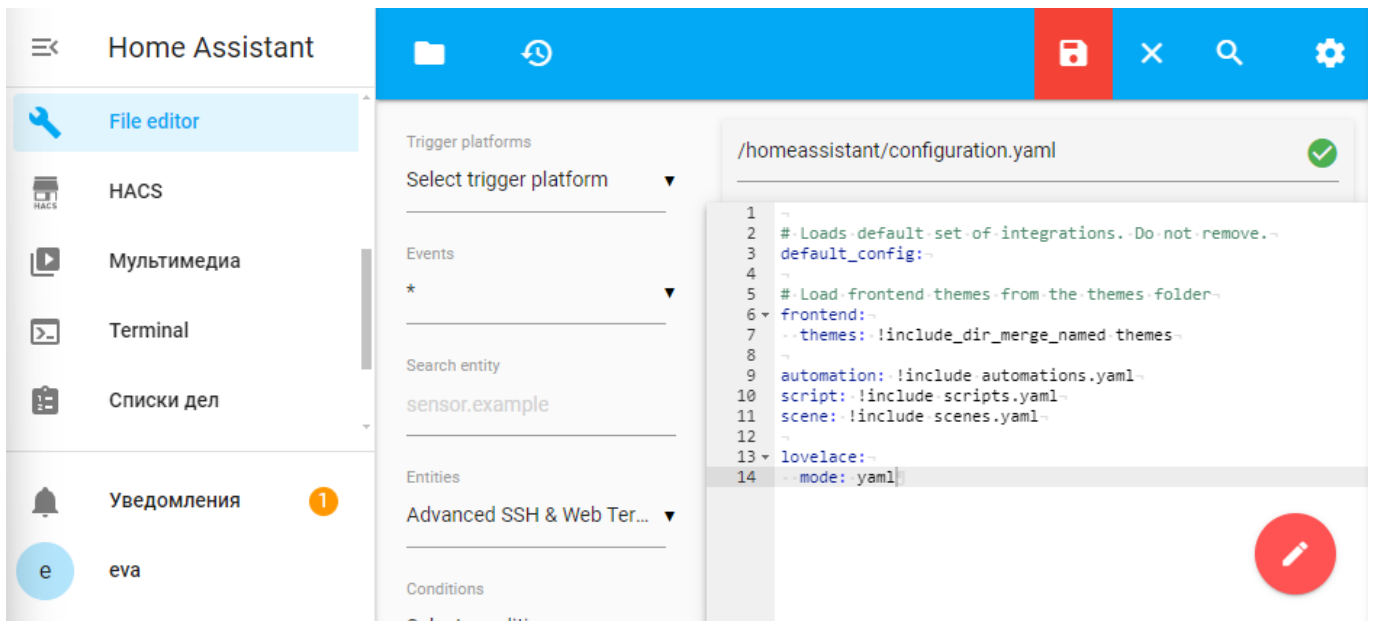 Home Assistant
File editor
HACS
HACS
Мультимедиа
Terminal
Списки дел
Уведомления
1
e
eva
Trigger platforms
Select trigger platform
Events
*
Search entity
sensor.example
Entities
Advanced SSH & Web Ter...
Conditions
/homeassistant/configuration.yaml
1
2 # Loads default set of integrations. Do not remove.
3 default_config:
4
5 # Load frontend themes from the themes folder
6 frontend:
7 themes: !include_dir_merge_named themes
8
9 automation: !include automations.yaml
10 script: !include scripts.yaml
11 scene: !include scenes.yaml
12
13 lovelace:
14 mode: yaml